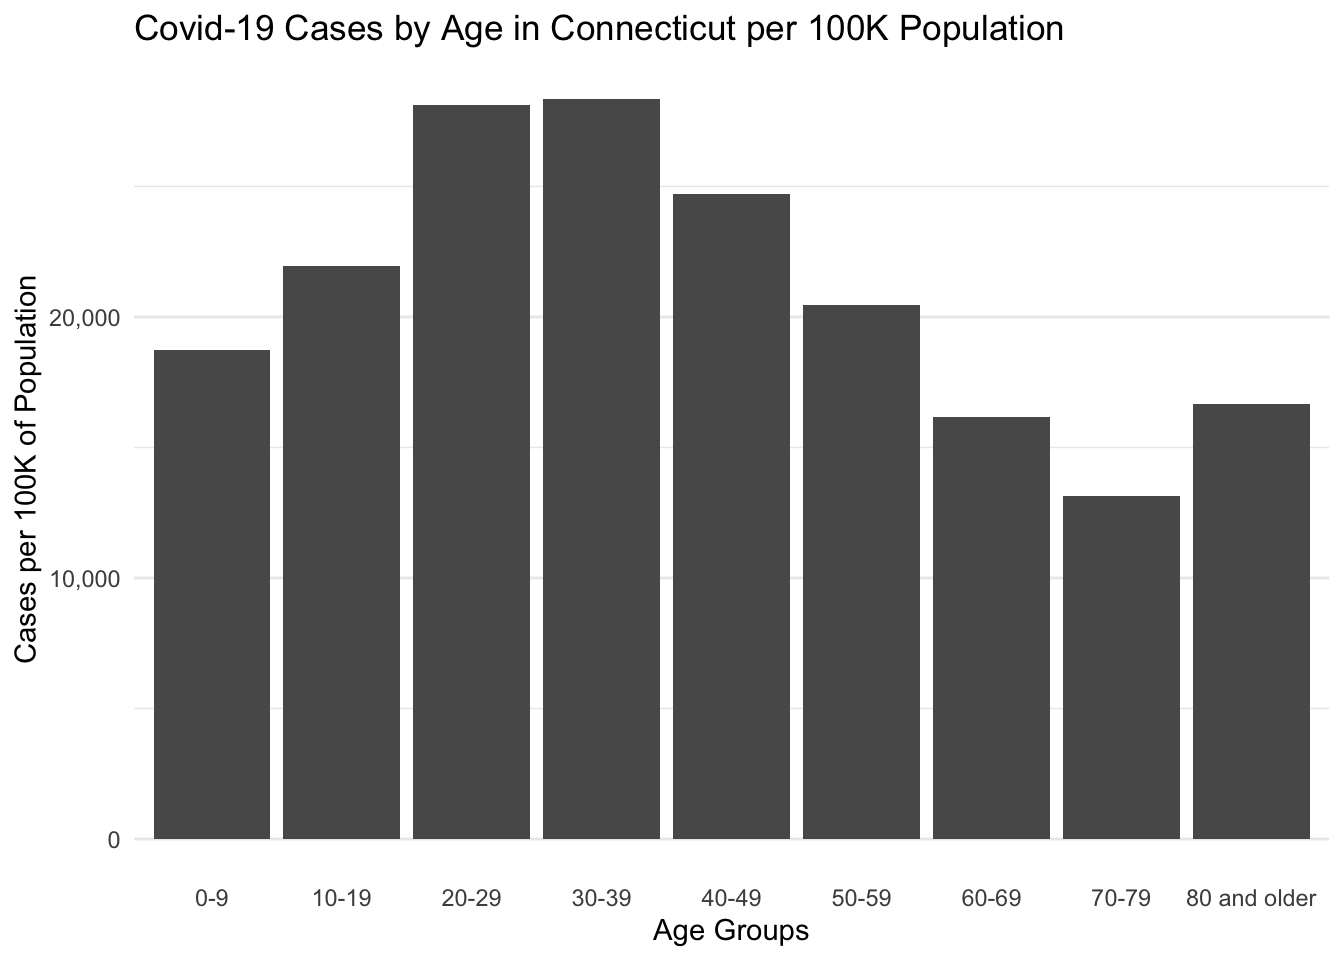 Covid-19 Cases by Age in Connecticut per 100K Population
Cases per 100K of Population
20,000
10,000
0
0-9 10-19 20-29 30-39 40-49 50-59 60-69 70-79 80 and older
Age Groups